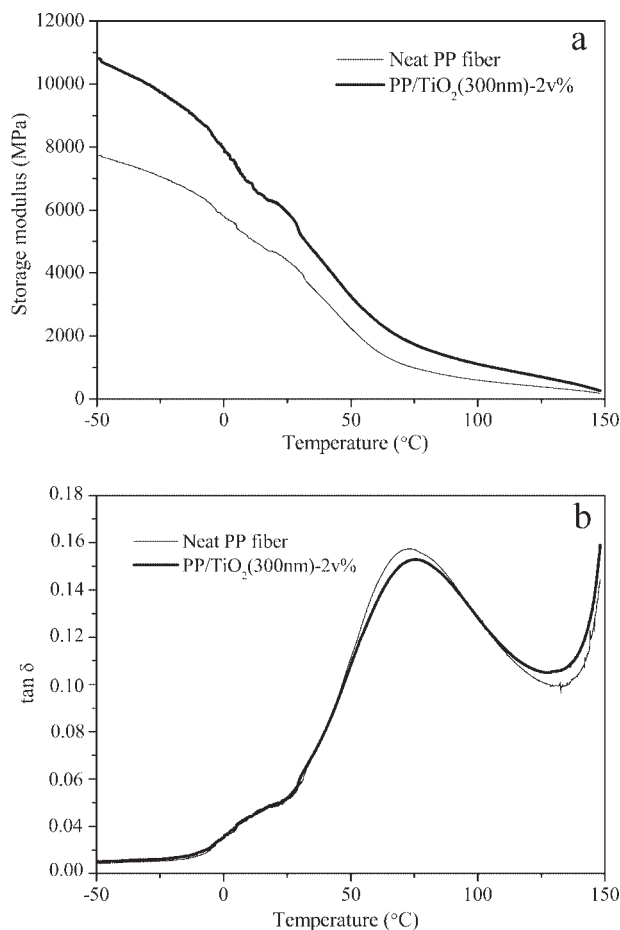 12000
a
Neat PP fiber
PP/TiO₂(300nm)-2v%
10000
8000
6000
4000
2000
0
Storage modulus (MPa)
-50 0 50 100 150
Temperature (°C)
0.18
b
Neat PP fiber
PP/TiO₂(300nm)-2v%
0.16
0.14
0.12
0.10
0.08
0.06
0.04
0.00
tan δ
-50 0 50 100 150
Temperature (°C)